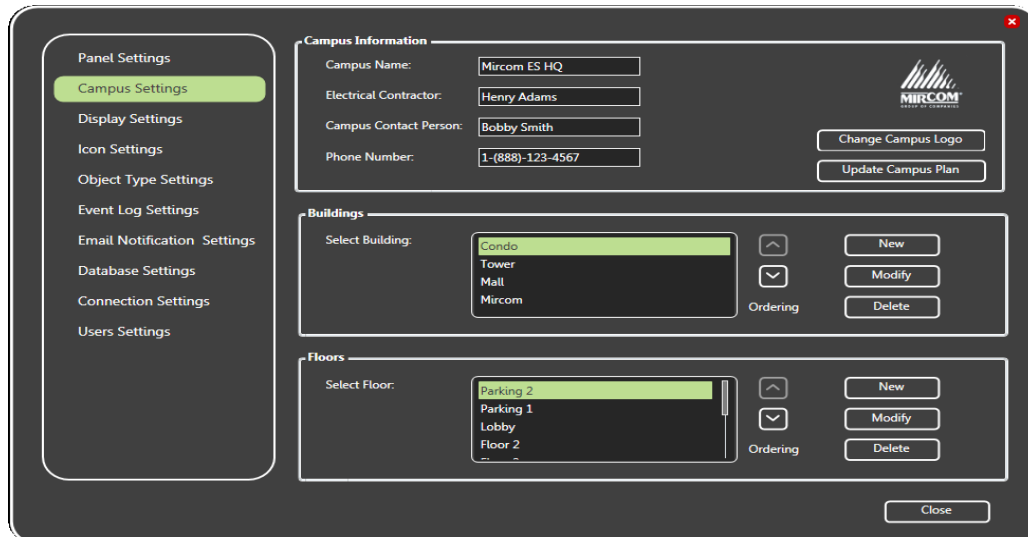 Panel Settings
Campus Settings
Display Settings
Icon Settings
Object Type Settings
Event Log Settings
Email Notification  Settings
Database Settings
Connection Settings
Users Settings
Campus Information
Campus Name: Mircom ES HQ
Electrical Contractor: Henry Adams
Campus Contact Person: Bobby Smith
Phone Number: 1-(888)-123-4567
MIRCOM
GROUP OF COMPANIES
Change Campus Logo
Update Campus Plan
Buildings
Select Building:
Condo
Tower
Mall
Mircom
Ordering
New
Modify
Delete
Floors
Select Floor:
Parking 2
Parking 1
Lobby
Floor 2
Ordering
New
Modify
Delete
Close